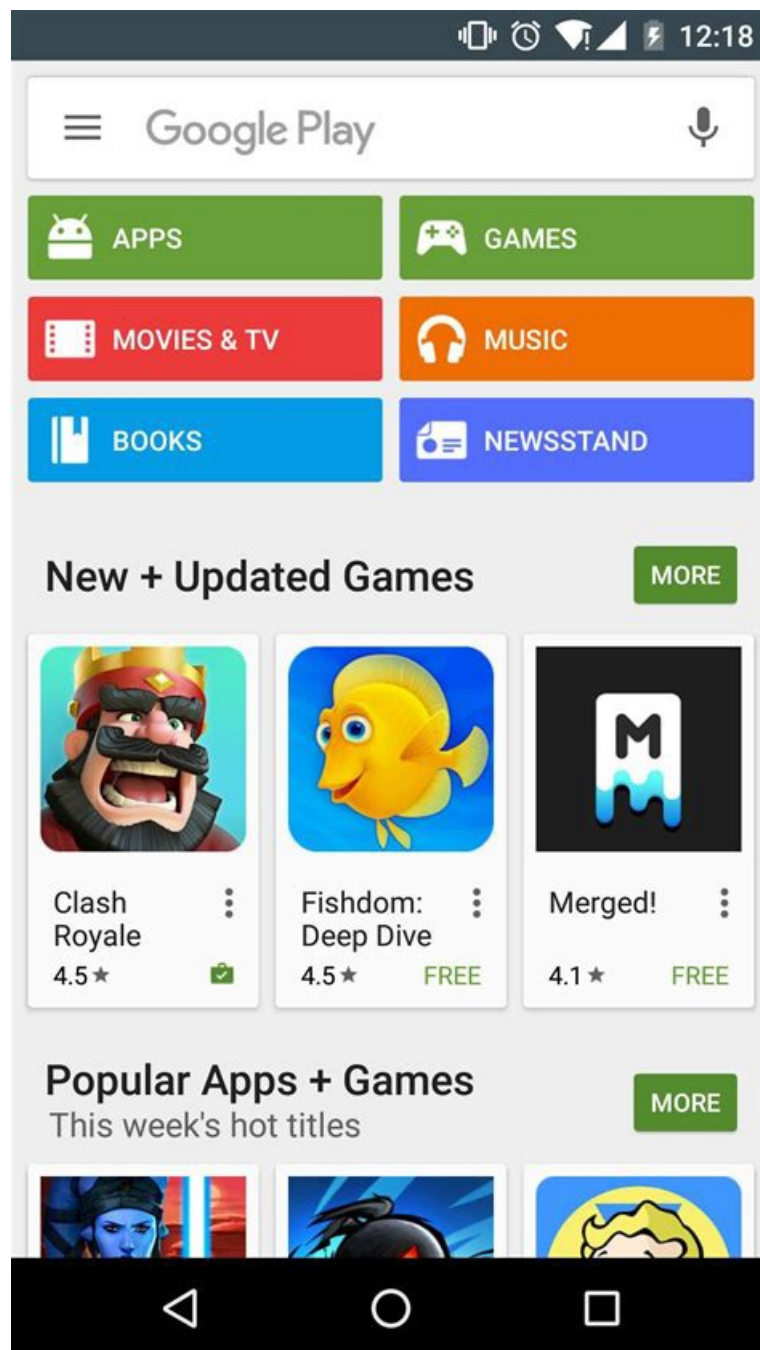 12:18
Google Play
APPS
GAMES
MOVIES & TV
MUSIC
BOOKS
NEWSSTAND
New + Updated Games
MORE
Clash
Royale
4.5
Fishdom:
Deep Dive
4.5
FREE
M
Merged!
4.1
FREE
Popular Apps + Games
This week's hot titles
MORE